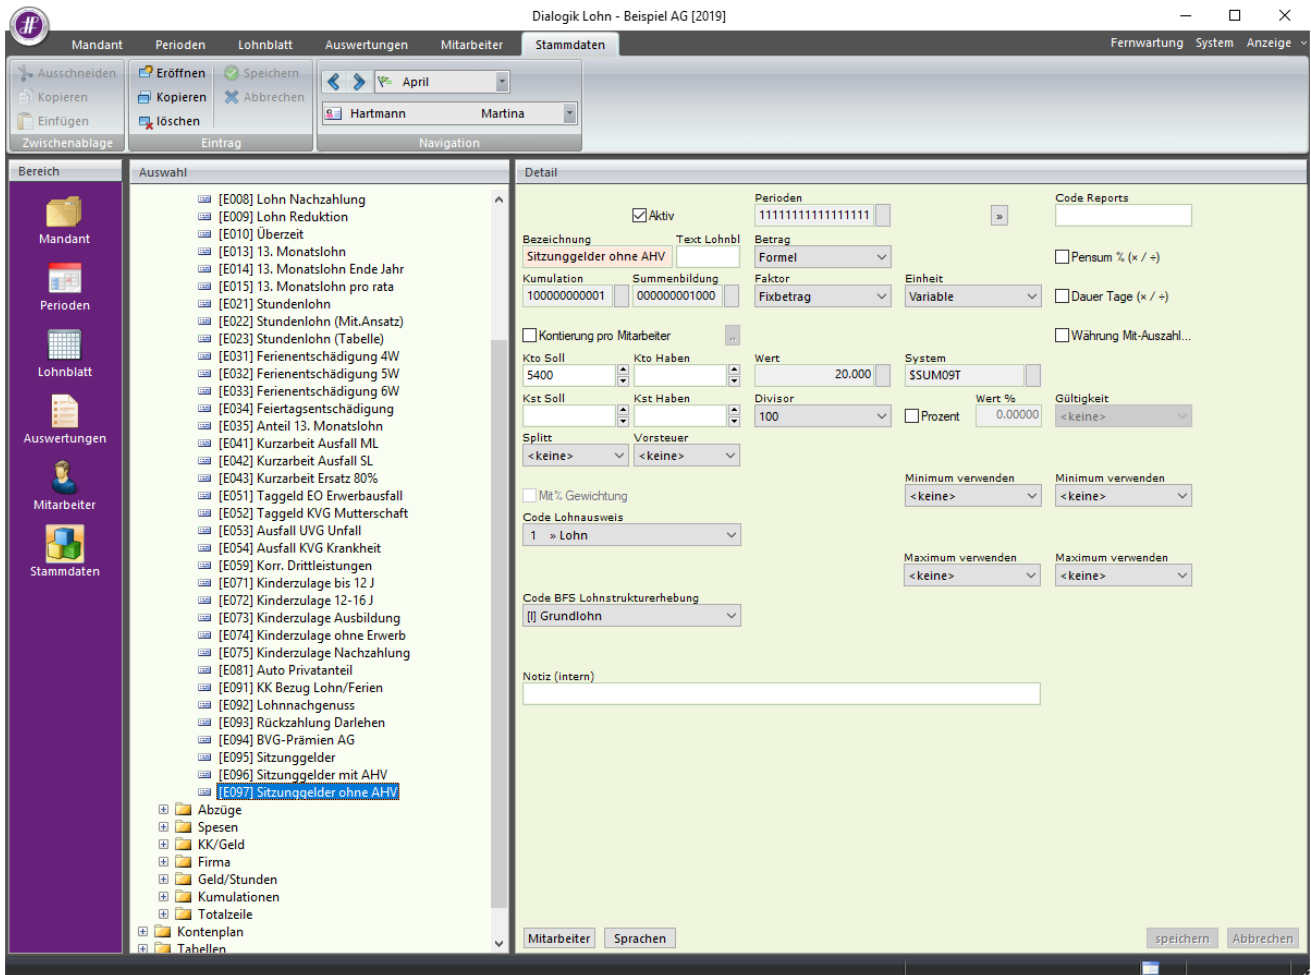 Dialogik Lohn - Beispiel AG [2019]
Mandant Perioden Lohnblatt Auswertungen Mitarbeiter Stammdaten Fernwartung System Anzeige
Ausschneiden Eröffnen Speichern
April
Kopieren Kopieren Abbrechen
Hartmann Martina
Einfügen löschen
Zwischenablage Eintrag Navigation
Bereich
Mandant
Perioden
Lohnblatt
Auswertungen
Mitarbeiter
Stammdaten
Auswahl
[E008] Lohn Nachzahlung
[E009] Lohn Reduktion
[E010] Überzeit
[E013] 13. Monatslohn
[E014] 13. Monatslohn Ende Jahr
[E015] 13. Monatslohn pro rata
[E021] Stundenlohn
[E022] Stundenlohn (Mit.Ansatz)
[E023] Stundenlohn (Tabelle)
[E031] Ferienentschädigung 4W
[E032] Ferienentschädigung 5W
[E033] Ferienentschädigung 6W
[E034] Feiertagsentschädigung
[E035] Anteil 13. Monatslohn
[E041] Kurzarbeit Ausfall ML
[E042] Kurzarbeit Ausfall SL
[E043] Kurzarbeit Ersatz 80%
[E051] Taggeld EO Erwerbausfall
[E052] Taggeld KVG Mutterschaft
[E053] Ausfall UVG Unfall
[E054] Ausfall KVG Krankheit
[E059] Korr. Drittleistungen
[E071] Kinderzulage bis 12 J
[E072] Kinderzulage 12-16 J
[E073] Kinderzulage Ausbildung
[E074] Kinderzulage ohne Erwerb
[E075] Kinderzulage Nachzahlung
[E081] Auto Privatanteil
[E091] KK Bezug Lohn/Ferien
[E092] Lohnnachgenuss
[E093] Rückzahlung Darlehen
[E094] BVG-Prämien AG
[E095] Sitzunggelder
[E096] Sitzunggelder mit AHV
[E097] Sitzunggelder ohne AHV
Abzüge
Spesen
KK/Geld
Firma
Geld/Stunden
Kumulationen
Totalzeile
Kontenplan
Tabellen
Detail
Perioden Code Reports
Aktiv 11111111111111111 »
Bezeichnung Text Lohnbl Betrag
Sitzunggelder ohne AHV Formel Pensum % (× / ÷)
Kumulation Summenbildung Faktor Einheit
100000000001 000000001000 Fixbetrag Variable Dauer Tage (× / ÷)
Kontierung pro Mitarbeiter .. Währung Mit-Auszahl...
Kto Soll Kto Haben Wert System
5400 20.000 $SUM09T
Kst Soll Kst Haben Divisor Wert % Gültigkeit
100 Prozent 0.00000 <keine>
Splitt Vorsteuer
<keine> <keine>
Minimum verwenden Minimum verwenden
Mit% Gewichtung <keine> <keine>
Code Lohnausweis
1 » Lohn
Maximum verwenden Maximum verwenden
<keine> <keine>
Code BFS Lohnstrukturerhebung
[I] Grundlohn
Notiz (intern)
Mitarbeiter Sprachen speichern Abbrechen